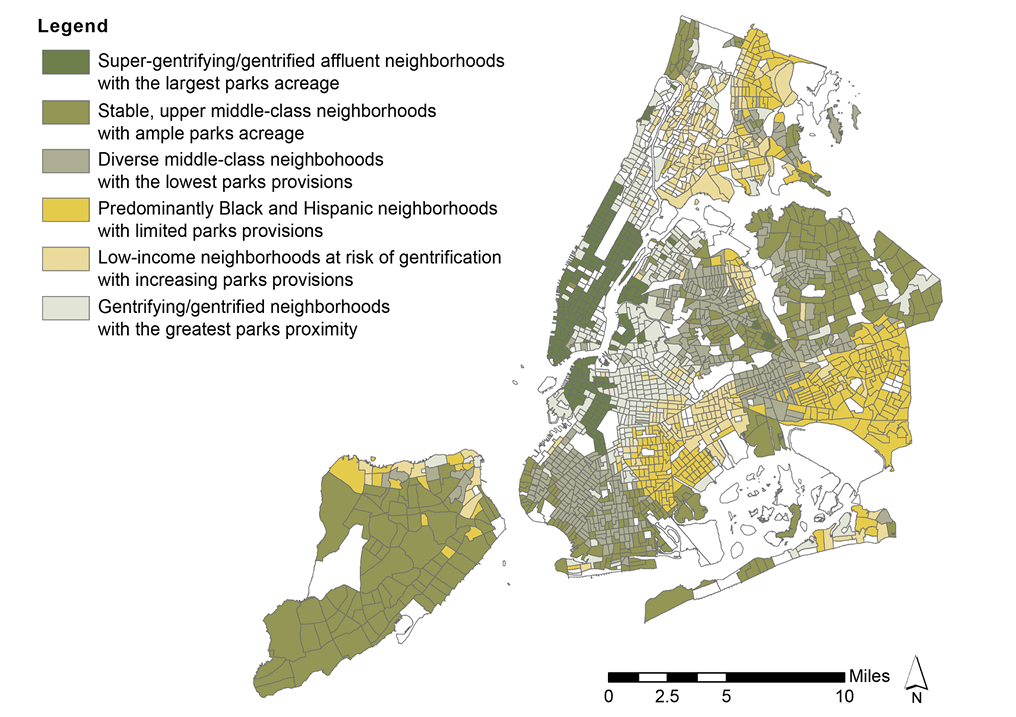 Legend
Super-gentrifying/gentrified affluent neighborhoods
with the largest parks acreage
Stable, upper middle-class neighborhoods
with ample parks acreage
Diverse middle-class neighbohoods
with the lowest parks provisions
Predominantly Black and Hispanic neighborhoods
with limited parks provisions
Low-income neighborhoods at risk of gentrification
with increasing parks provisions
Gentrifying/gentrified neighborhoods
with the greatest parks proximity
Miles
0 2.5 5 10
N